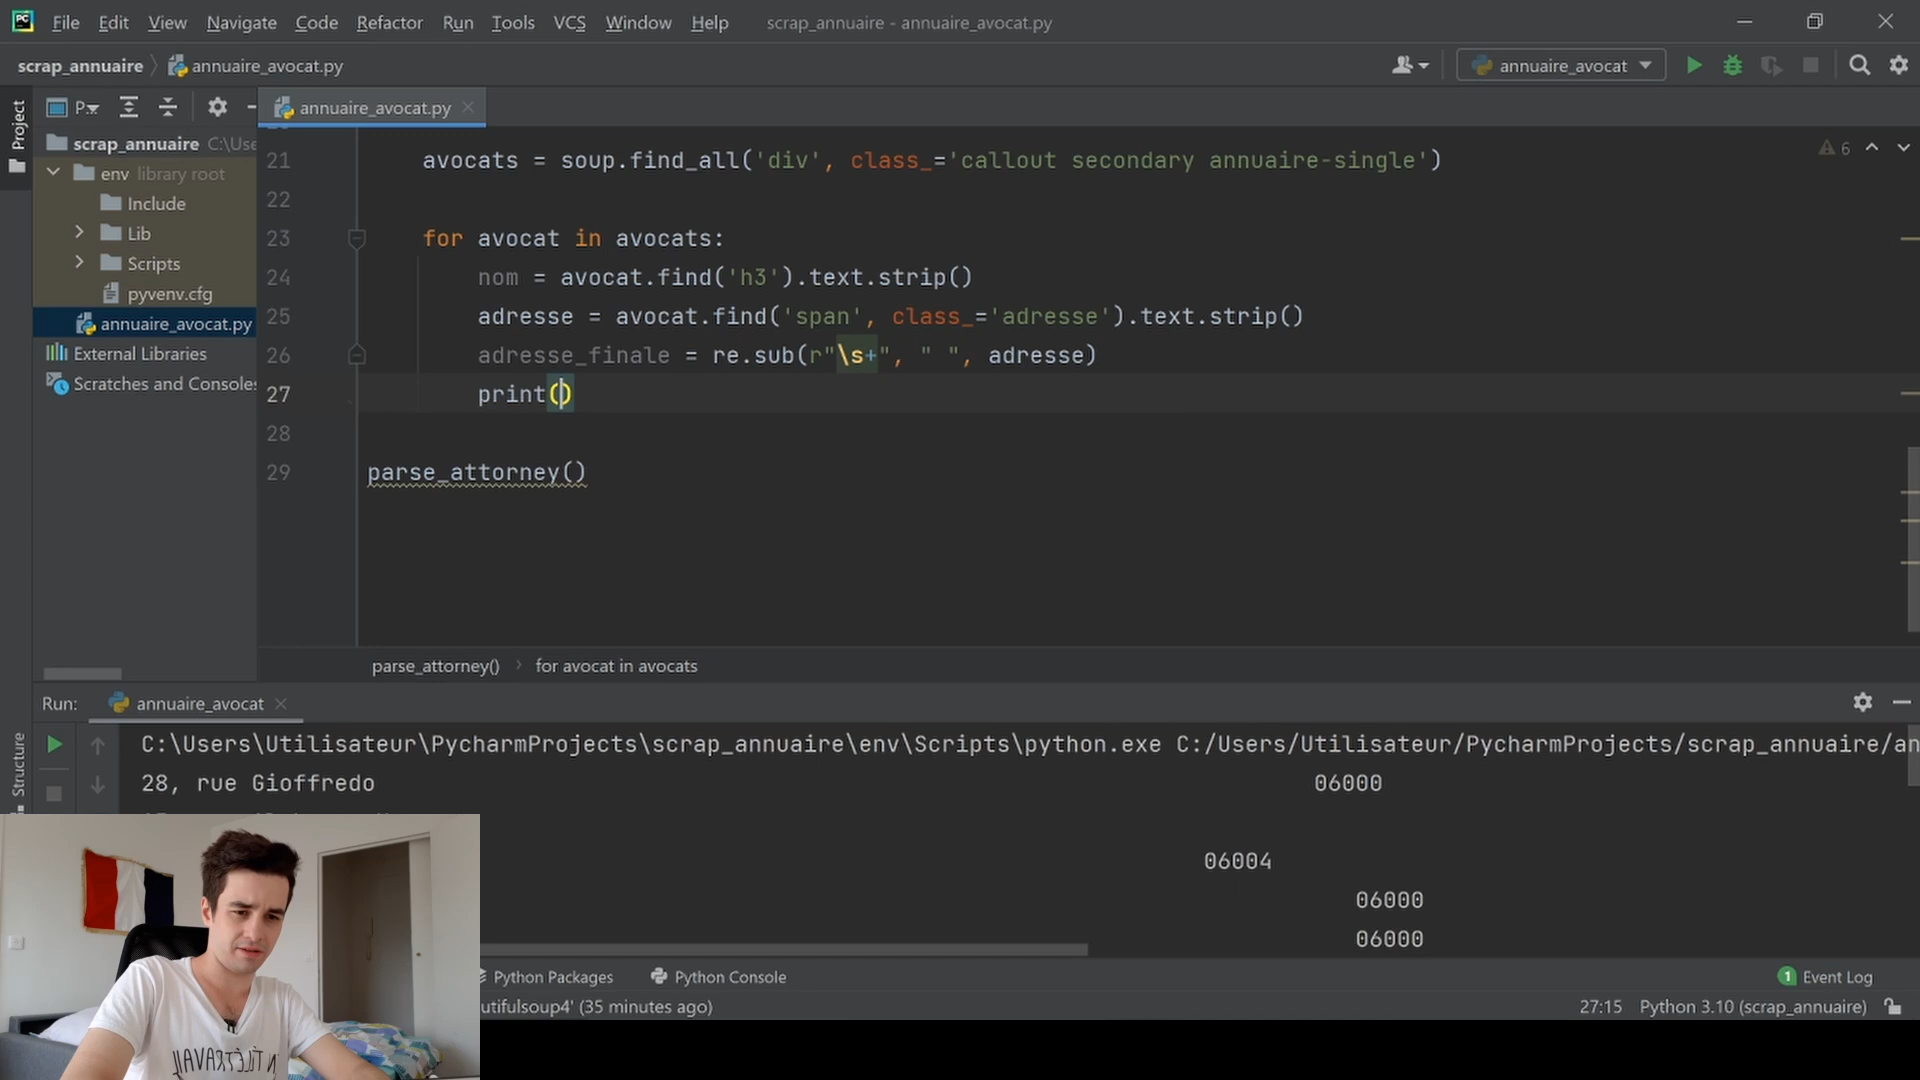 File Edit View Navigate Code Refactor Run Tools VCS Window Help scrap_annuaire - annuaire_avocat.py
scrap_annuaire annuaire_avocat.py annuaire_avocat
Project
P... annuaire_avocat.py
scrap_annuaire C:\Use
env library root
Include
Lib
Scripts
pyvenv.cfg
annuaire_avocat.py
External Libraries
Scratches and Consoles
21 avocats = soup.find_all('div', class_='callout secondary annuaire-single')
6
22
23 for avocat in avocats:
24 nom = avocat.find('h3').text.strip()
25 adresse = avocat.find('span', class_='adresse').text.strip()
26 adresse_finale = re.sub(r"\s+", " ", adresse)
27 print()
28
29 parse_attorney()
parse_attorney() for avocat in avocats
Run: annuaire_avocat
Structure
C:\Users\Utilisateur\PycharmProjects\scrap_annuaire\env\Scripts\python.exe C:/Users/Utilisateur/PycharmProjects/scrap_annuaire/an
28, rue Gioffredo 06000
06004
06000
06000
Python Packages Python Console 1 Event Log
utifulsoup4' (35 minutes ago) 27:15 Python 3.10 (scrap_annuaire)